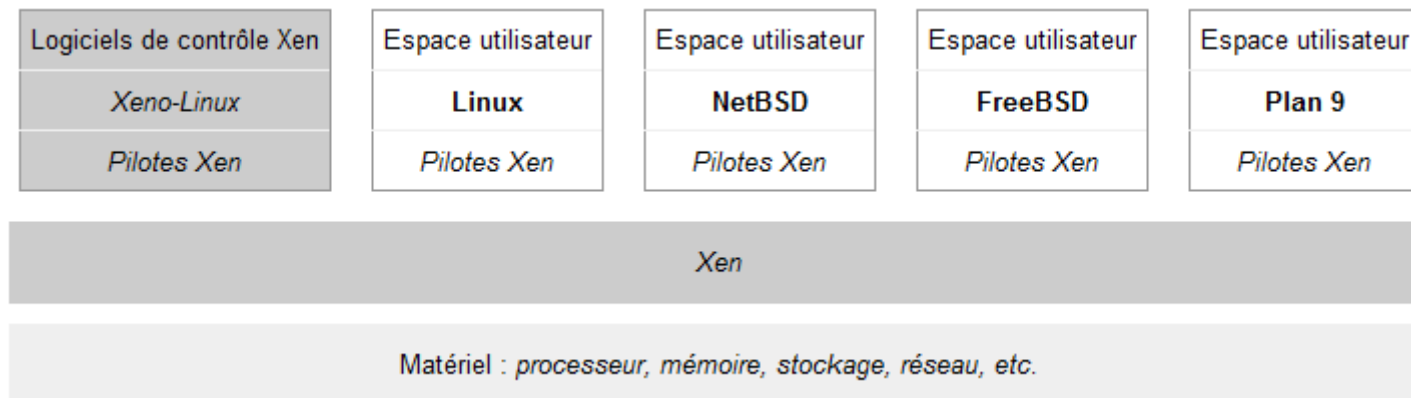 Logiciels de contrôle Xen
Xeno-Linux
Pilotes Xen
Espace utilisateur
Linux
Pilotes Xen
Espace utilisateur
NetBSD
Pilotes Xen
Espace utilisateur
FreeBSD
Pilotes Xen
Espace utilisateur
Plan 9
Pilotes Xen
Xen
Matériel : processeur, mémoire, stockage, réseau, etc.